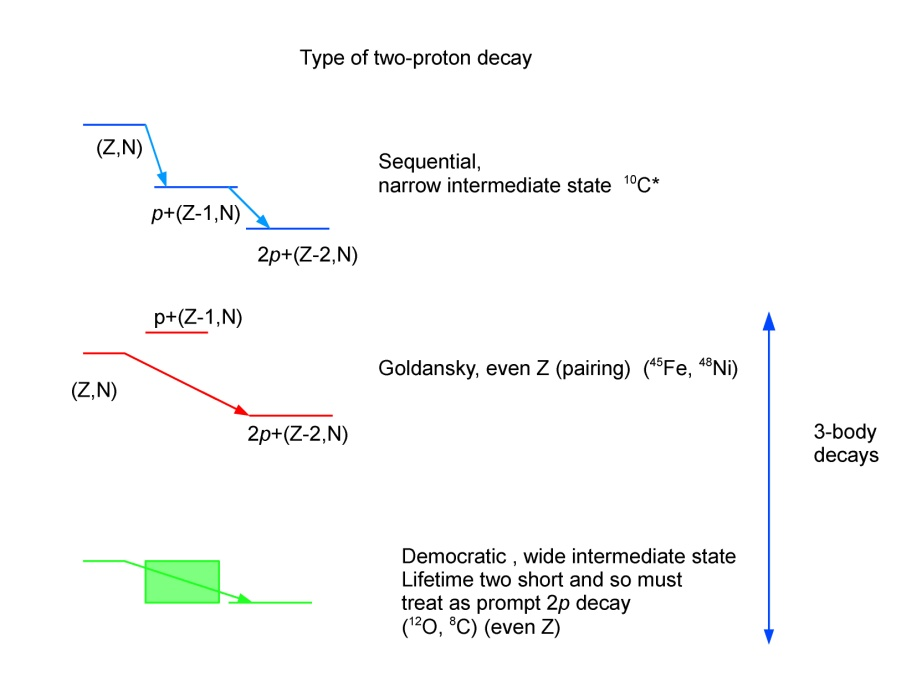 Type of two-proton decay
(Z,N)
Sequential,
narrow intermediate state ¹⁰C*
p+(Z-1,N)
2p+(Z-2,N)
p+(Z-1,N)
Goldansky, even Z (pairing) (⁴⁵Fe, ⁴⁸Ni)
(Z,N)
2p+(Z-2,N)
3-body
decays
Democratic , wide intermediate state
Lifetime two short and so must
treat as prompt 2p decay
(¹²O, ⁸C) (even Z)